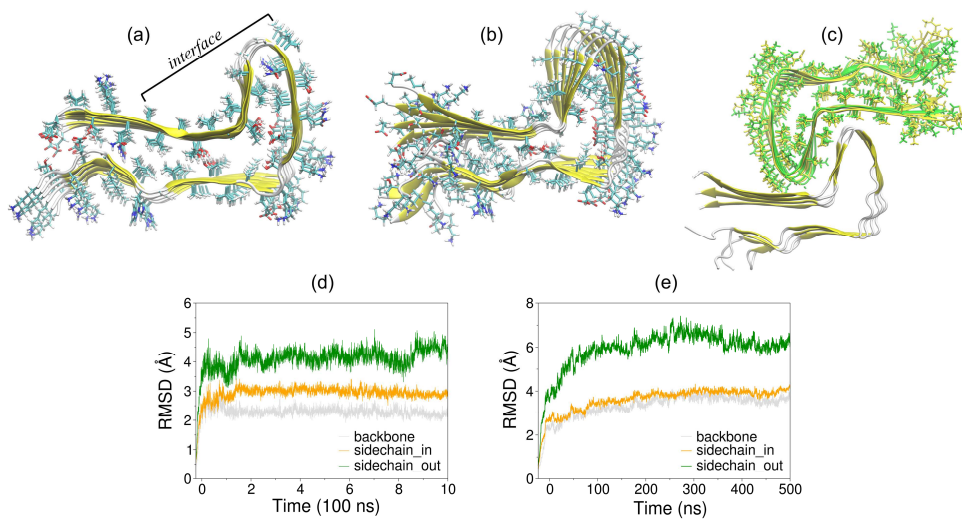 (a)
interface
(b)
(c)
(d)
6
5
4
3
2
1
0
RMSD (Å)
backbone
sidechain_in
sidechain_out
0
2
4
6
8
10
Time (100 ns)
(e)
8
6
4
2
0
RMSD (Å)
backbone
sidechain_in
sidechain_out
0
100
200
300
400
500
Time (ns)